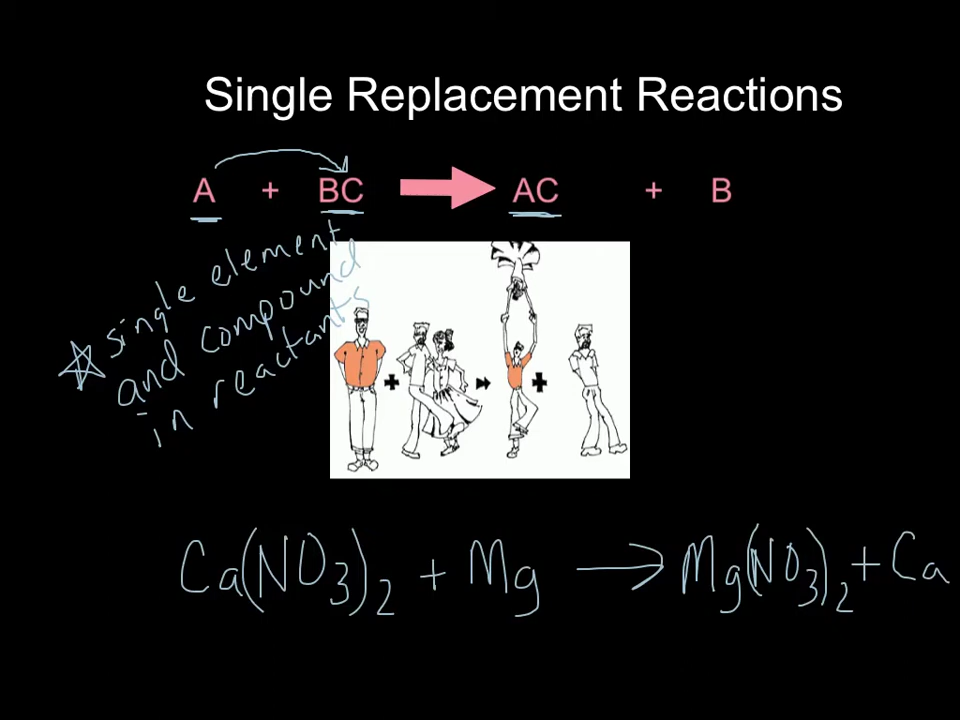 Single Replacement Reactions
A + BC → AC + B
☆ single element
and compound
in reactants
+ → +
Ca(NO3)2 + Mg → Mg(NO3)2 + Ca